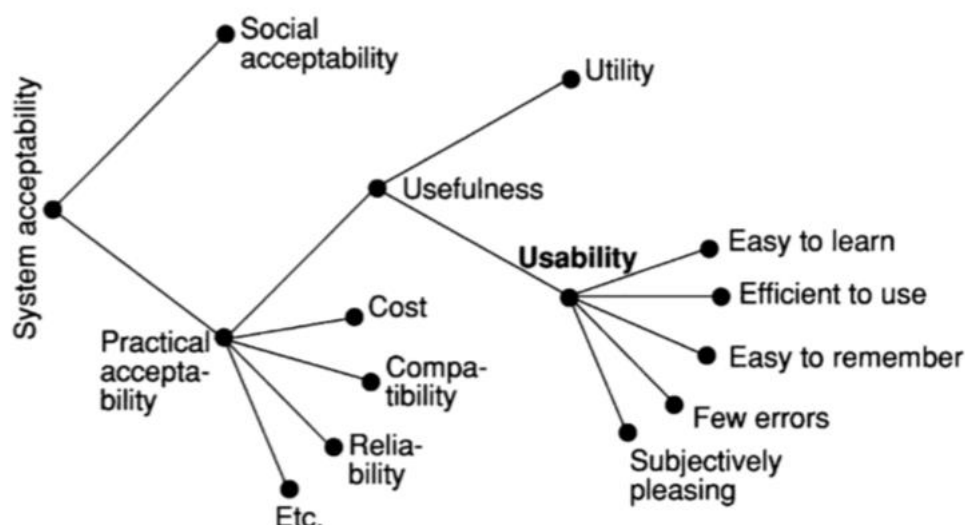 System acceptability
Social
acceptability
Utility
Usefulness
Usability
Easy to learn
Efficient to use
Easy to remember
Few errors
Subjectively
pleasing
Practical
accepta-
bility
Cost
Compa-
tibility
Relia-
bility
Etc.